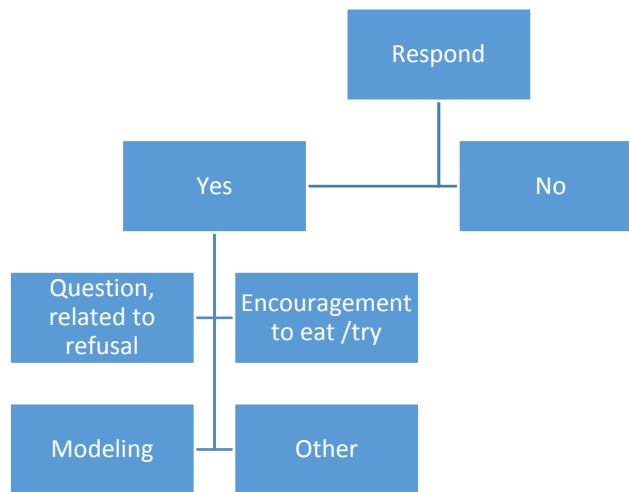 Respond
Yes
No
Question,
related to
refusal
Encouragement
to eat /try
Modeling
Other